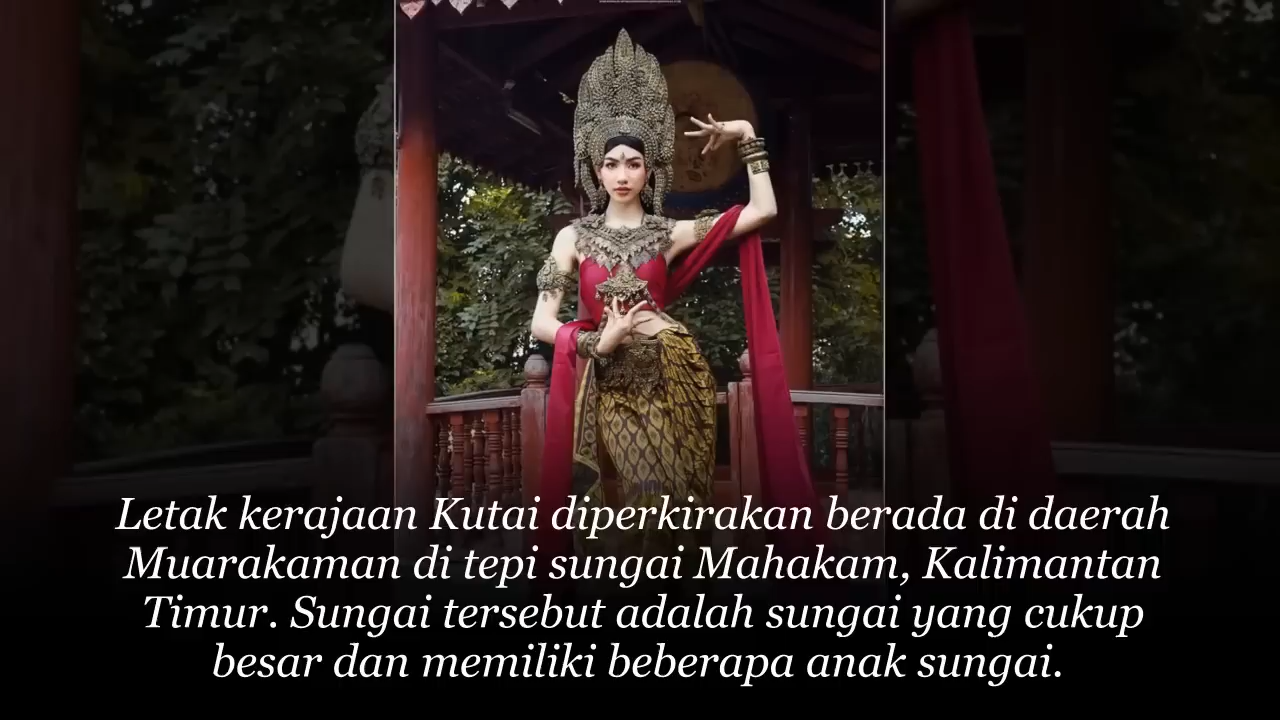 Letak kerajaan Kutai diperkirakan berada di daerah
Muarakaman di tepi sungai Mahakam, Kalimantan
Timur. Sungai tersebut adalah sungai yang cukup
besar dan memiliki beberapa anak sungai.